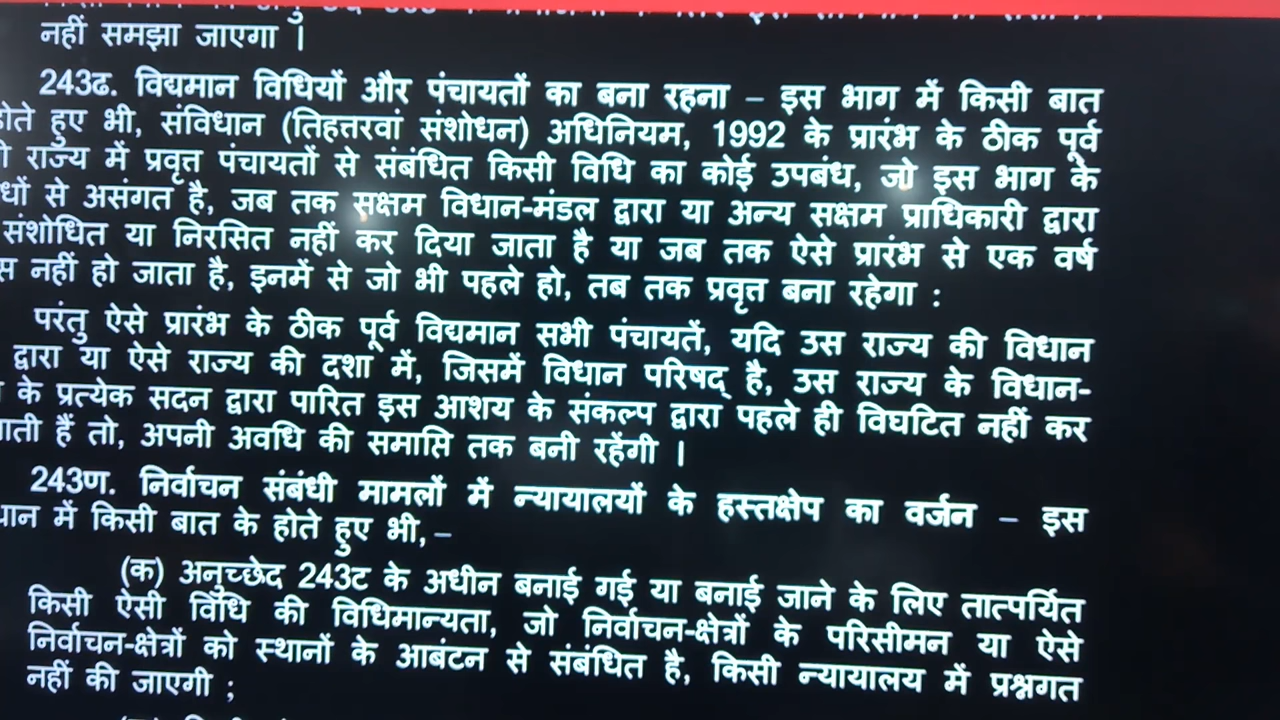 नहीं समझा जाएगा ।
243ढ. विद्यमान विधियों और पंचायतों का बना रहना – इस भाग में किसी बात
होते हुए भी, संविधान (तिहत्तरवां संशोधन) अधिनियम, 1992 के प्रारंभ के ठीक पूर्व
राज्य में प्रवृत्त पंचायतों से संबंधित किसी विधि का कोई उपबंध, जो इस भाग के
से असंगत है, जब तक सक्षम विधान-मंडल द्वारा या अन्य सक्षम प्राधिकारी द्वारा
संशोधित या निरसित नहीं कर दिया जाता है या जब तक ऐसे प्रारंभ से एक वर्ष
नहीं हो जाता है, इनमें से जो भी पहले हो, तब तक प्रवृत्त बना रहेगा :
परंतु ऐसे प्रारंभ के ठीक पूर्व विद्यमान सभी पंचायतें, यदि उस राज्य की विधान
द्वारा या ऐसे राज्य की दशा में, जिसमें विधान परिषद् है, उस राज्य के विधान-
के प्रत्येक सदन द्वारा पारित इस आशय के संकल्प द्वारा पहले ही विघटित नहीं कर
हैं तो, अपनी अवधि की समाप्ति तक बनी रहेंगी ।
243ण. निर्वाचन संबंधी मामलों में न्यायालयों के हस्तक्षेप का वर्जन – इस
में किसी बात के होते हुए भी,–
(क) अनुच्छेद 243ट के अधीन बनाई गई या बनाई जाने के लिए तात्पर्यित
किसी ऐसी विधि की विधिमान्यता, जो निर्वाचन-क्षेत्रों के परिसीमन या ऐसे
निर्वाचन-क्षेत्रों को स्थानों के आबंटन से संबंधित है, किसी न्यायालय में प्रश्नगत
नहीं की जाएगी ;